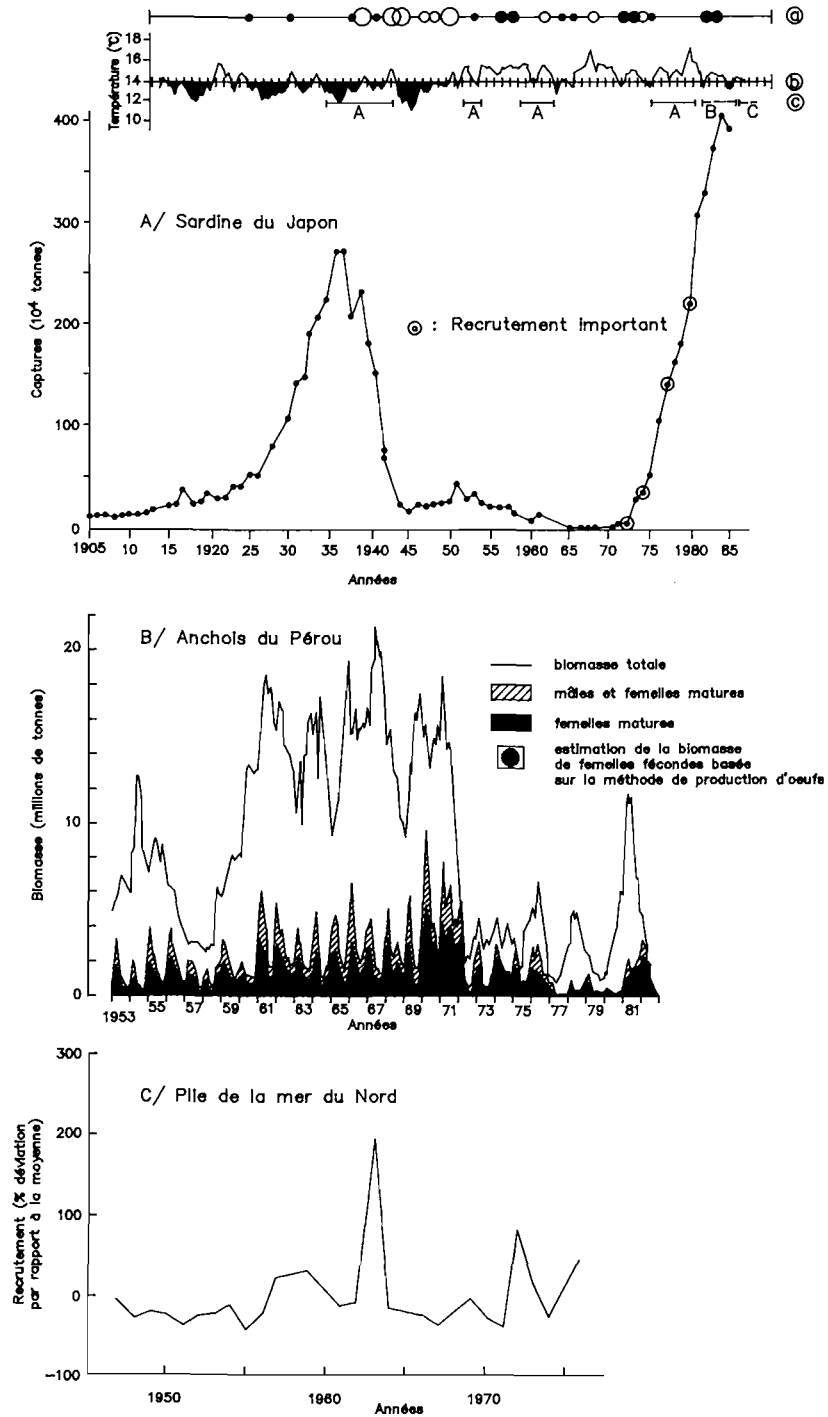 ⓐ
Température (°C)
18
16
14
12
10
ⓑ
ⓒ
A
A
A
A
B
C
Captures (10⁴ tonnes)
400
300
200
100
0
A/ Sardine du Japon
⊙ : Recrutement important
1905 10 15 1920 25 30 35 1940 45 50 55 1960 65 70 75 1980 85
Années
B/ Anchois du Pérou
Biomasse (millions de tonnes)
20
10
0
biomasse totale
mâles et femelles matures
femelles matures
estimation de la biomasse
de femelles fécondes basée
sur la méthode de production d'oeufs
1953 55 57 59 61 63 65 67 69 71 73 75 77 79 81
Années
C/ Plie de la mer du Nord
Recrutement (% déviation
par rapport à la moyenne)
300
200
100
0
-100
1950 1960 1970
Années